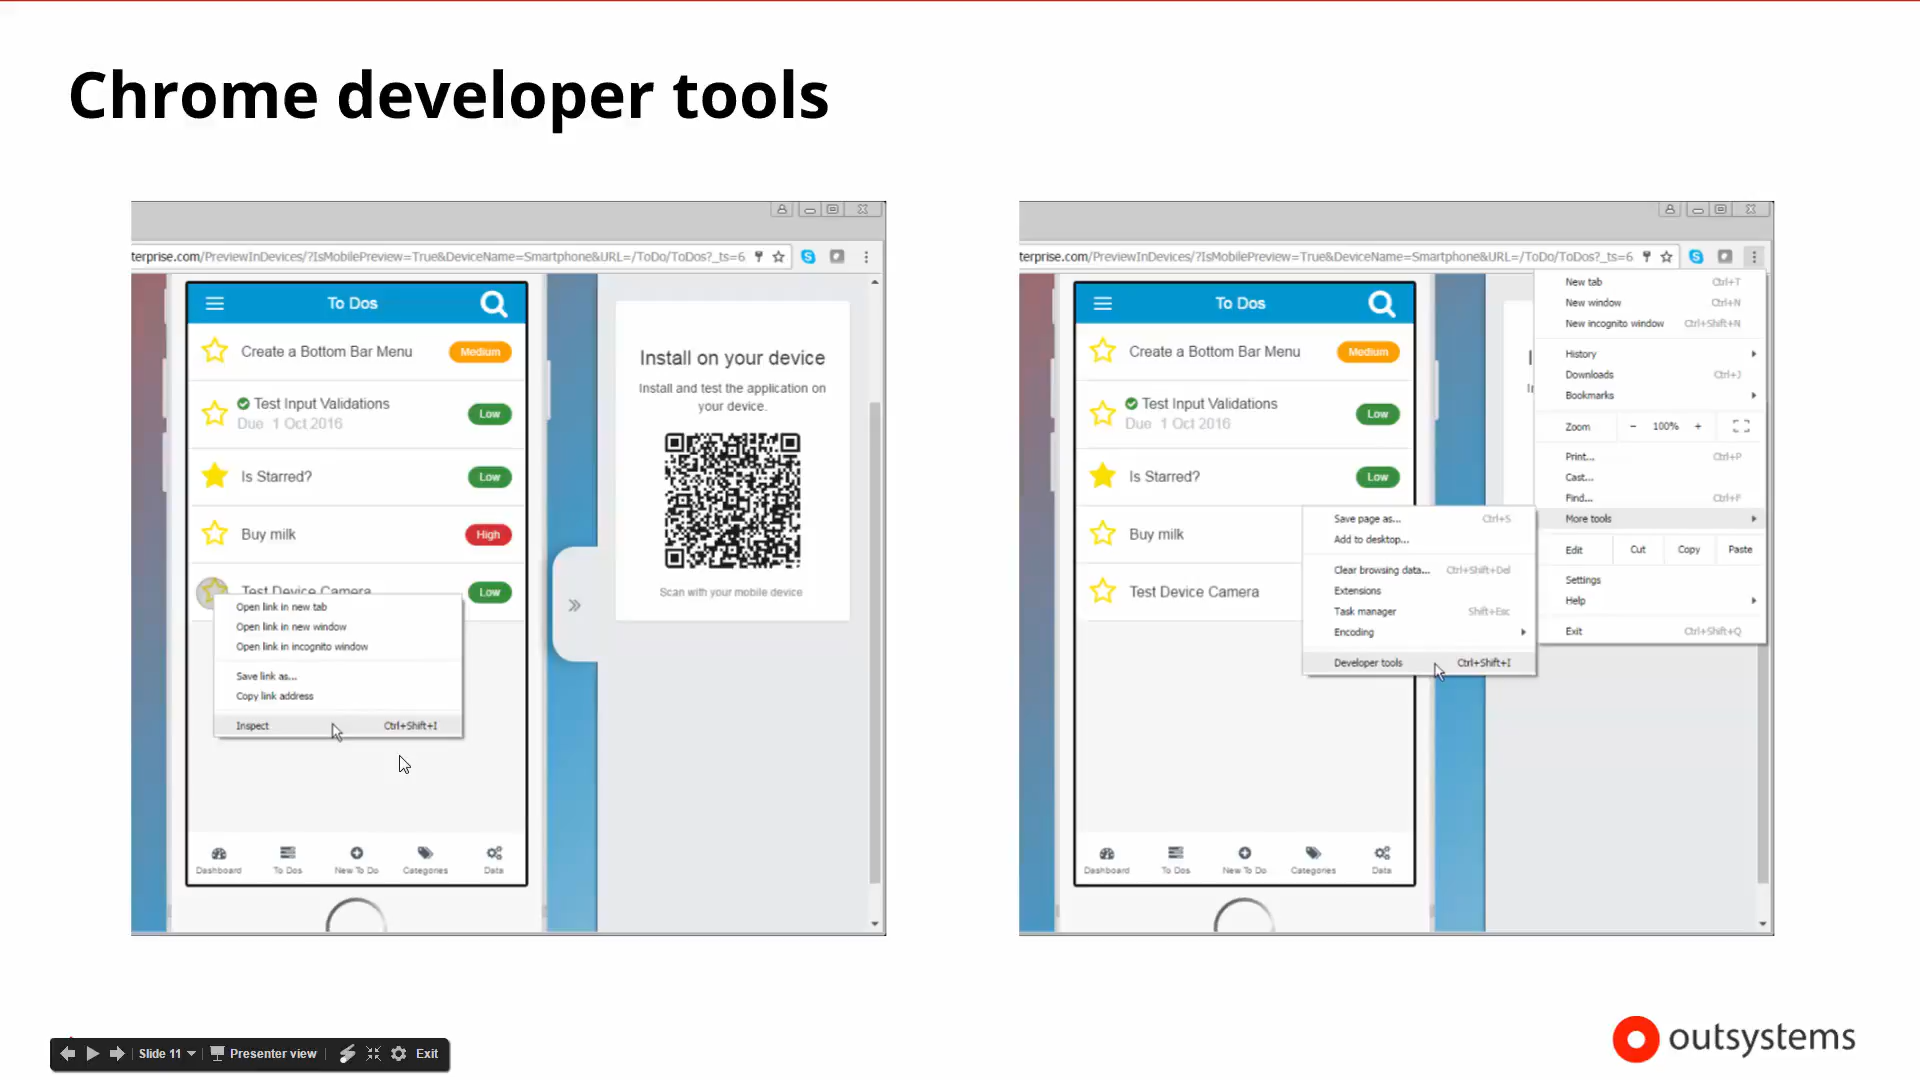 Chrome developer tools
terprise.com/PreviewInDevices/?IsMobilePreview=True&DeviceName=Smartphone&URL=/ToDo/ToDos?_ts=6
To Dos
Create a Bottom Bar Menu Medium
Test Input Validations Low
Due 1 Oct 2016
Is Starred? Low
Buy milk High
Test Device Camera Low
Open link in new tab
Open link in new window
Open link in incognito window
Save link as...
Copy link address
Inspect Ctrl+Shift+I
Dashboard To Dos New To Do Categories Data
Install on your device
Install and test the application on
your device.
Scan with your mobile device
terprise.com/PreviewInDevices/?IsMobilePreview=True&DeviceName=Smartphone&URL=/ToDo/ToDos?_ts=6
To Dos
Create a Bottom Bar Menu Medium
Test Input Validations Low
Due 1 Oct 2016
Is Starred? Low
Buy milk
Test Device Camera
Dashboard To Dos New To Do Categories Data
New tab Ctrl+T
New window Ctrl+N
New incognito window Ctrl+Shift+N
History
Downloads Ctrl+J
Bookmarks
Zoom − 100% +
Print... Ctrl+P
Cast...
Find... Ctrl+F
More tools
Edit Cut Copy Paste
Settings
Help
Exit Ctrl+Shift+Q
Save page as... Ctrl+S
Add to desktop...
Clear browsing data... Ctrl+Shift+Del
Extensions
Task manager Shift+Esc
Encoding
Developer tools Ctrl+Shift+I
Slide 11 Presenter view Exit
outsystems